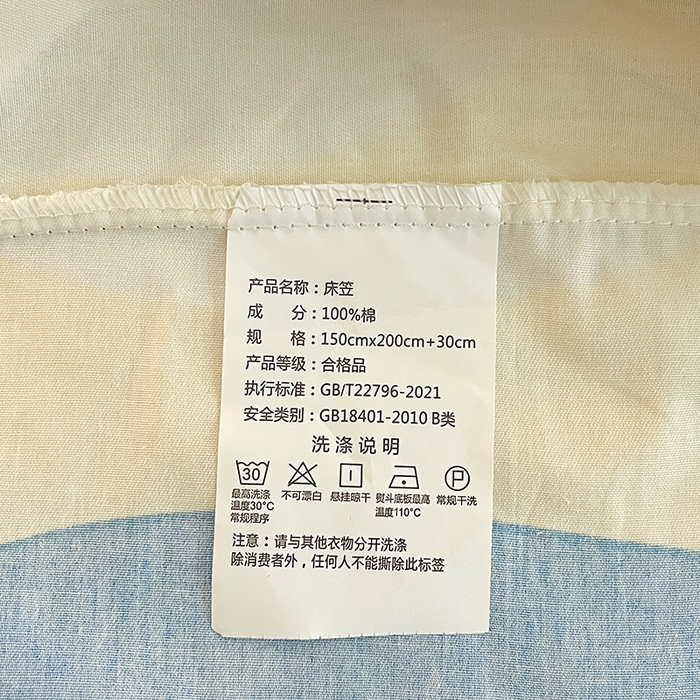 产品名称：床笠
成 分：100%棉
规 格：150cmx200cm+30cm
产品等级：合格品
执行标准：GB/T22796-2021
安全类别：GB18401-2010 B类
洗涤说明
30 P
最高洗涤 不可漂白 悬挂晾干 熨斗底板最高 常规干洗
温度30°C 温度110°C
常规程序
注意：请与其他衣物分开洗涤
除消费者外，任何人不能撕除此标签